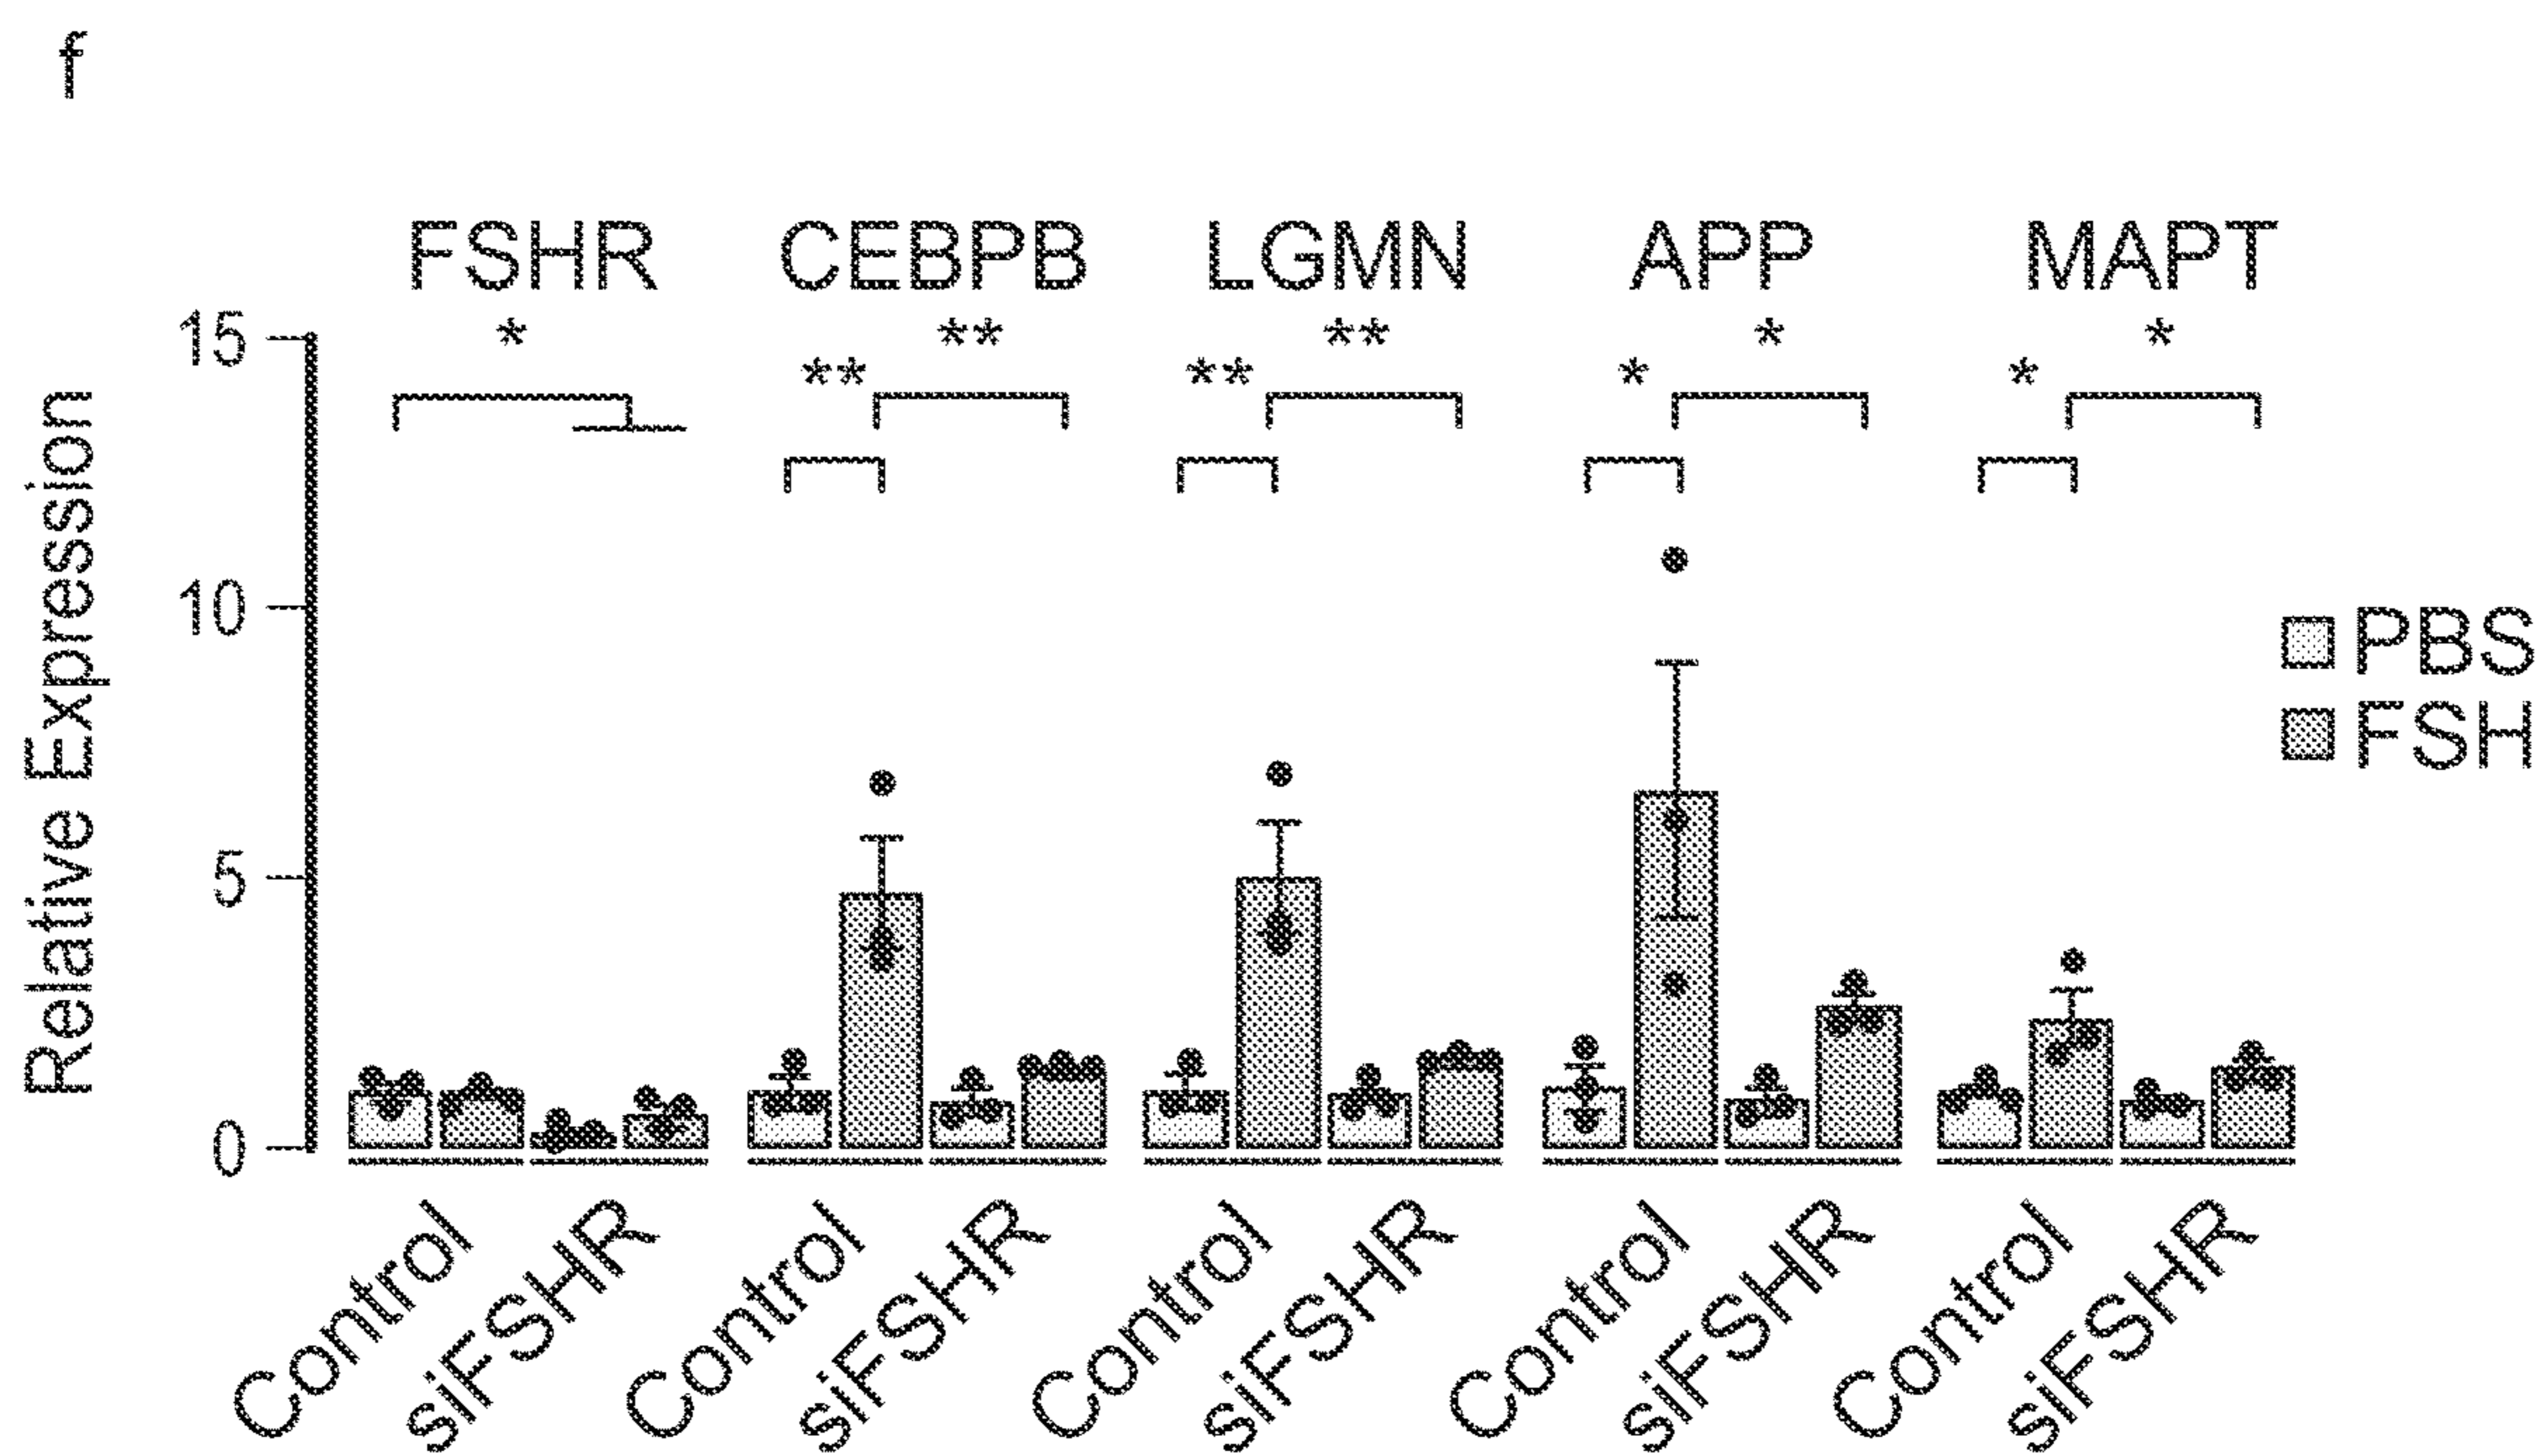 f
FSHR CEBPB LGMN APP MAPT
* ** ** * *
** ** * *
15
10
5
0
Relative Expression
PBS
FSH
Control siFSHR Control siFSHR Control siFSHR Control siFSHR Control siFSHR